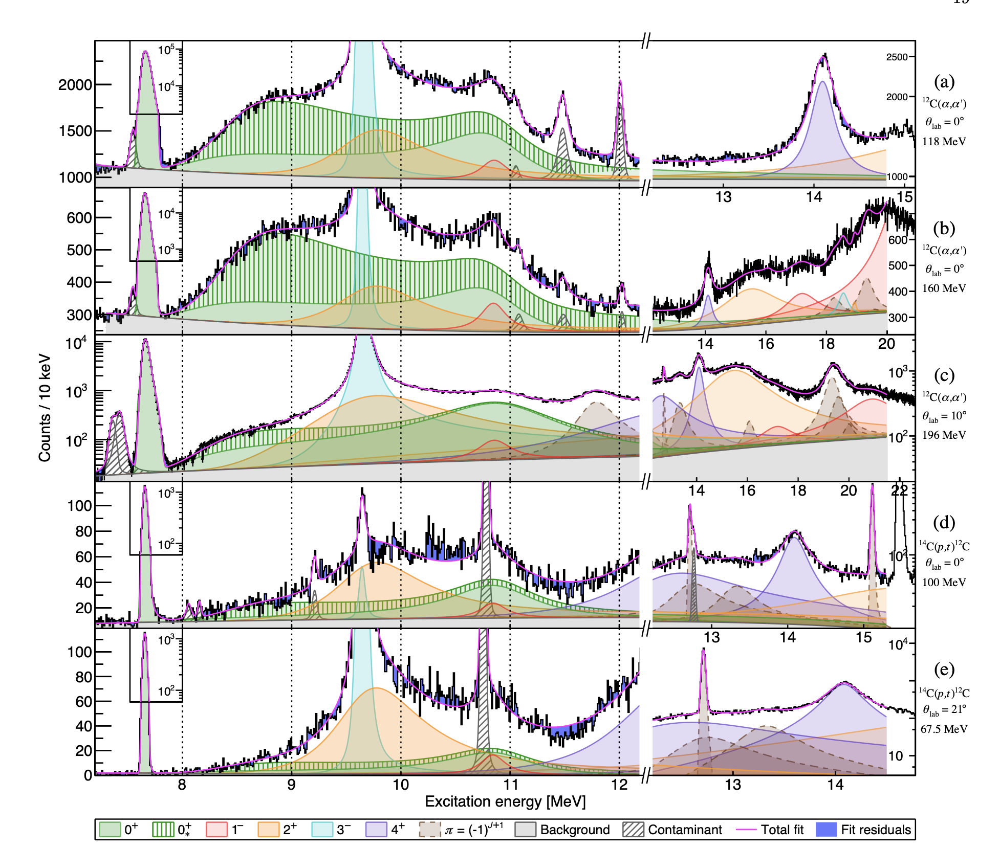 2000
1500
1000
10⁵
10⁴
2500
2000
1000
13
14
15
(a)
¹²C(α,α')
θlab = 0°
118 MeV
600
500
400
300
10⁴
10³
600
500
400
300
14
16
18
20
(b)
¹²C(α,α')
θlab = 0°
160 MeV
10⁴
10³
10²
10³
10²
14
16
18
20
22
(c)
¹²C(α,α')
θlab = 10°
196 MeV
100
80
60
40
20
10³
10²
10²
13
14
15
(d)
¹⁴C(p,t)¹²C
θlab = 0°
100 MeV
100
80
60
40
20
0
10³
10²
10⁴
10
13
14
(e)
¹⁴C(p,t)¹²C
θlab = 21°
67.5 MeV
Counts / 10 keV
8
9
10
11
12
Excitation energy [MeV]
0⁺ 0⁺* 1⁻ 2⁺ 3⁻ 4⁺ π = (-1)ᴶ⁺¹ Background Contaminant Total fit Fit residuals